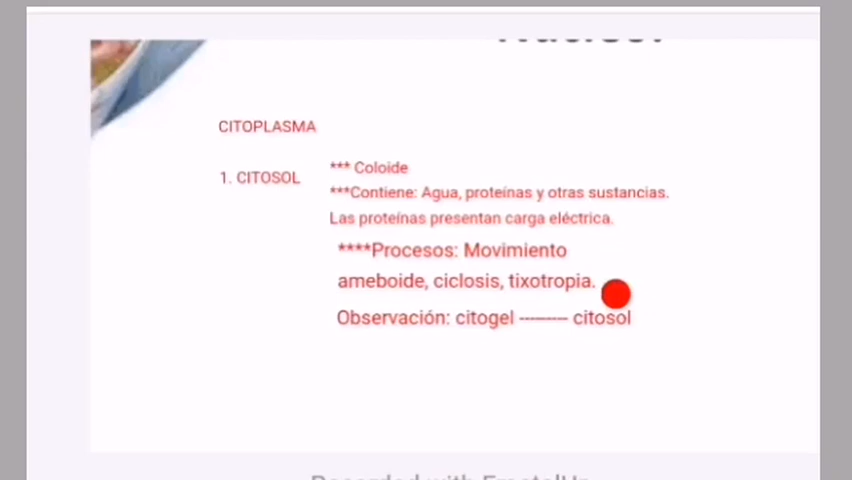 CITOPLASMA
1. CITOSOL
*** Coloide
***Contiene: Agua, proteínas y otras sustancias.
Las proteínas presentan carga eléctrica.
****Procesos: Movimiento
ameboide, ciclosis, tixotropia.
Observación: citogel --------- citosol